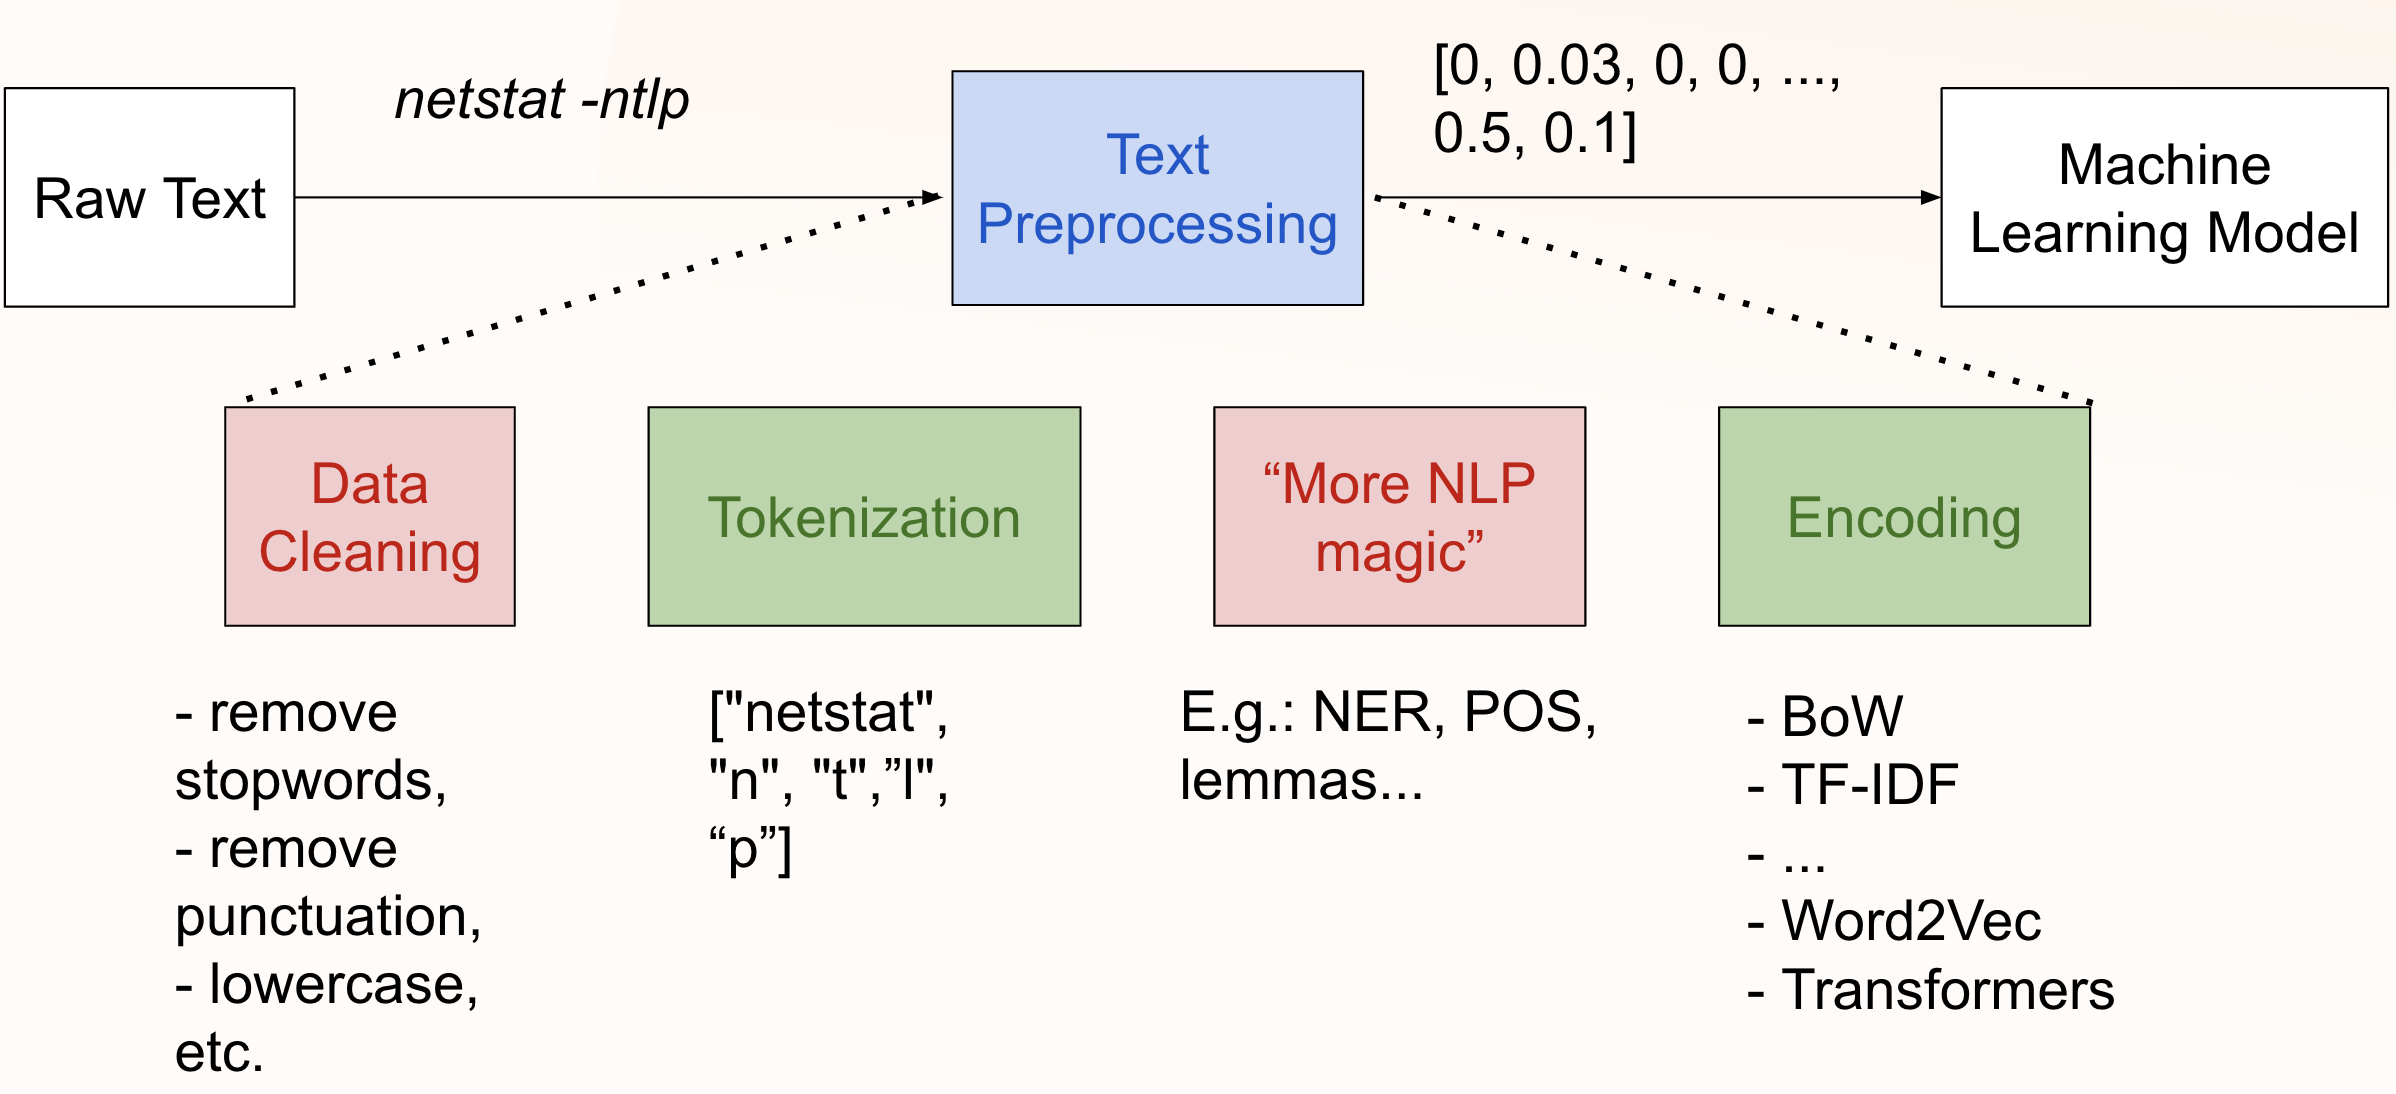 Raw Text
netstat -ntlp
Text
Preprocessing
[0, 0.03, 0, 0, ...,
0.5, 0.1]
Machine
Learning Model
Data
Cleaning
Tokenization
“More NLP
magic”
Encoding
- remove
stopwords,
- remove
punctuation,
- lowercase,
etc.
["netstat",
"n", "t",”l",
“p”]
E.g.: NER, POS,
lemmas...
- BoW
- TF-IDF
- ...
- Word2Vec
- Transformers